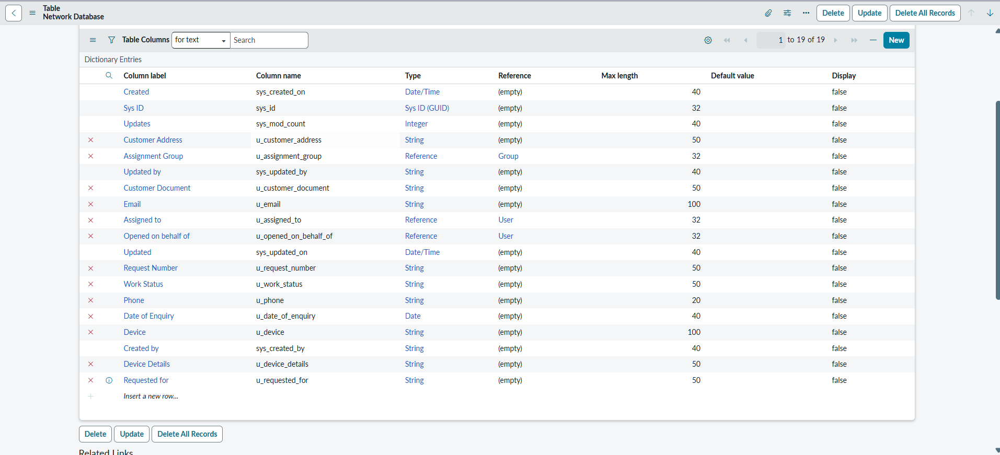 Table
Network Database
Delete Update Delete All Records
Table Columns for text Search 1 to 19 of 19 New
Dictionary Entries
Column label Column name Type Reference Max length Default value Display
Created sys_created_on Date/Time (empty) 40 false
Sys ID sys_id Sys ID (GUID) (empty) 32 false
Updates sys_mod_count Integer (empty) 40 false
Customer Address u_customer_address String (empty) 50 false
Assignment Group u_assignment_group Reference Group 32 false
Updated by sys_updated_by String (empty) 40 false
Customer Document u_customer_document String (empty) 50 false
Email u_email String (empty) 100 false
Assigned to u_assigned_to Reference User 32 false
Opened on behalf of u_opened_on_behalf_of Reference User 32 false
Updated sys_updated_on Date/Time (empty) 40 false
Request Number u_request_number String (empty) 50 false
Work Status u_work_status String (empty) 50 false
Phone u_phone String (empty) 20 false
Date of Enquiry u_date_of_enquiry Date (empty) 40 false
Device u_device String (empty) 100 false
Created by sys_created_by String (empty) 40 false
Device Details u_device_details String (empty) 50 false
Requested for u_requested_for String (empty) 50 false
Insert a new row...
Delete Update Delete All Records
Related Links